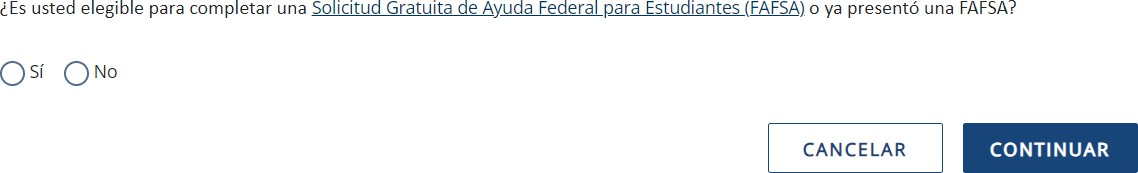 ¿Es usted elegible para completar una Solicitud Gratuita de Ayuda Federal para Estudiantes (FAFSA) o ya presentó una FAFSA?
Sí No
CANCELAR CONTINUAR